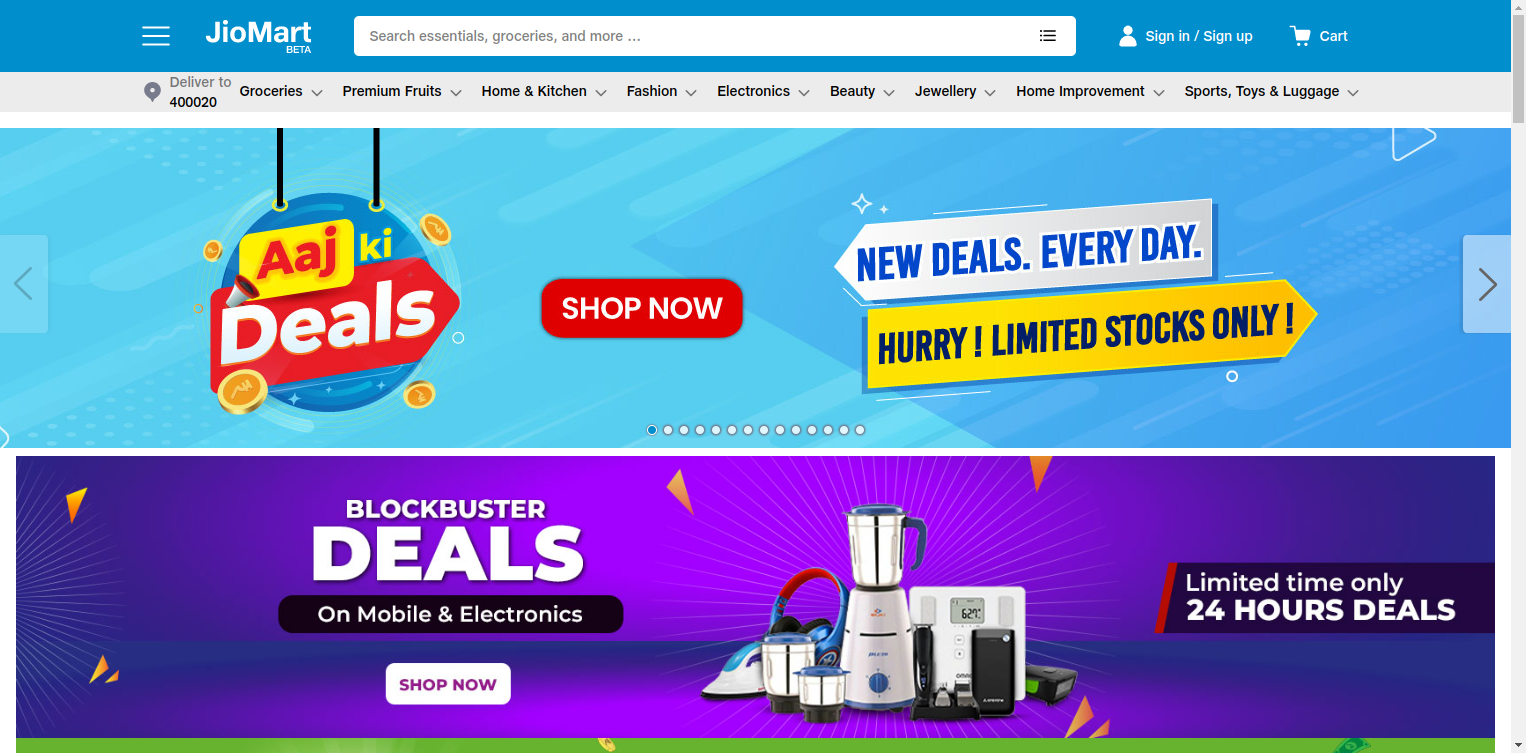 JioMart
BETA
Search essentials, groceries, and more ...
Sign in / Sign up
Cart
Deliver to
400020
Groceries
Premium Fruits
Home & Kitchen
Fashion
Electronics
Beauty
Jewellery
Home Improvement
Sports, Toys & Luggage
Aaj ki
Deals
SHOP NOW
NEW DEALS. EVERY DAY.
HURRY ! LIMITED STOCKS ONLY !
BLOCKBUSTER
DEALS
On Mobile & Electronics
SHOP NOW
Limited time only
24 HOURS DEALS